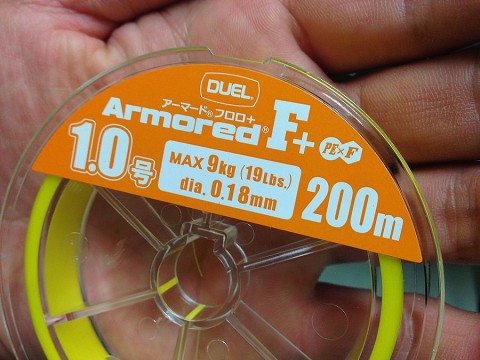 DUEL
アーマード® フロロ+
Armored® F+ PE×F
1.0号 MAX 9kg (19Lbs.) 200m
dia. 0.18mm